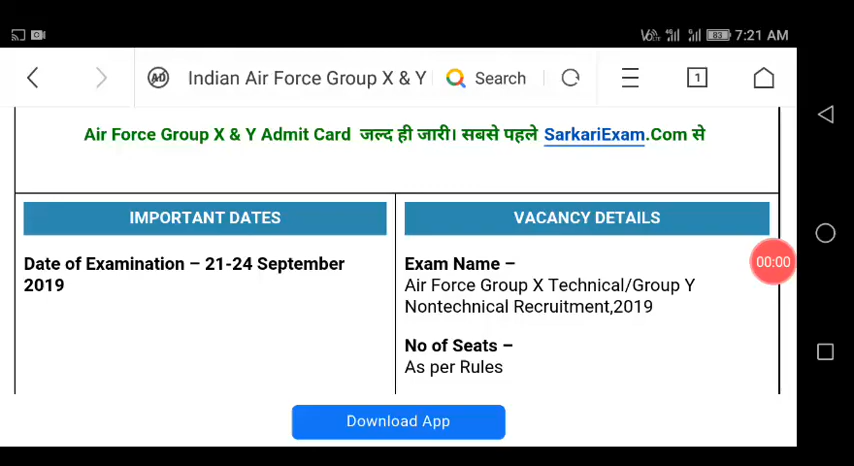 83 7:21 AM
AD Indian Air Force Group X & Y Search 1
Air Force Group X & Y Admit Card जल्द ही जारी। सबसे पहले SarkariExam.Com से
IMPORTANT DATES
Date of Examination – 21-24 September
2019
VACANCY DETAILS
Exam Name –
Air Force Group X Technical/Group Y
Nontechnical Recruitment,2019
No of Seats –
As per Rules
00:00
Download App